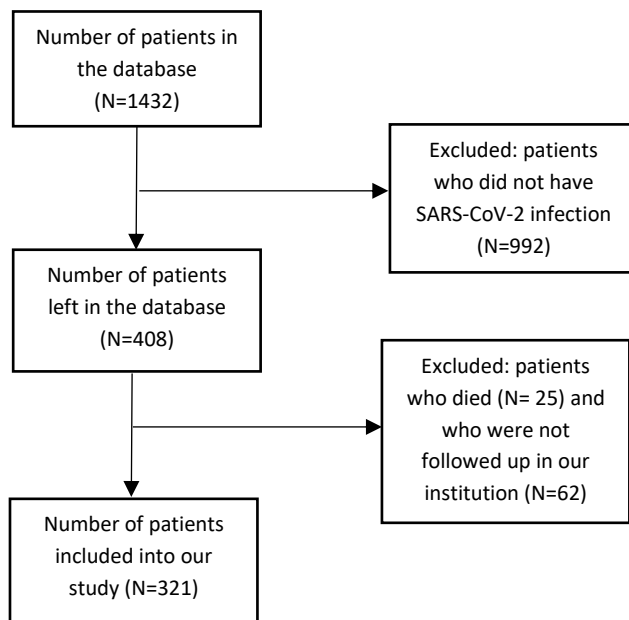 Number of patients in
the database
(N=1432)
Excluded: patients
who did not have
SARS-CoV-2 infection
(N=992)
Number of patients
left in the database
(N=408)
Excluded: patients
who died (N= 25) and
who were not
followed up in our
institution (N=62)
Number of patients
included into our
study (N=321)